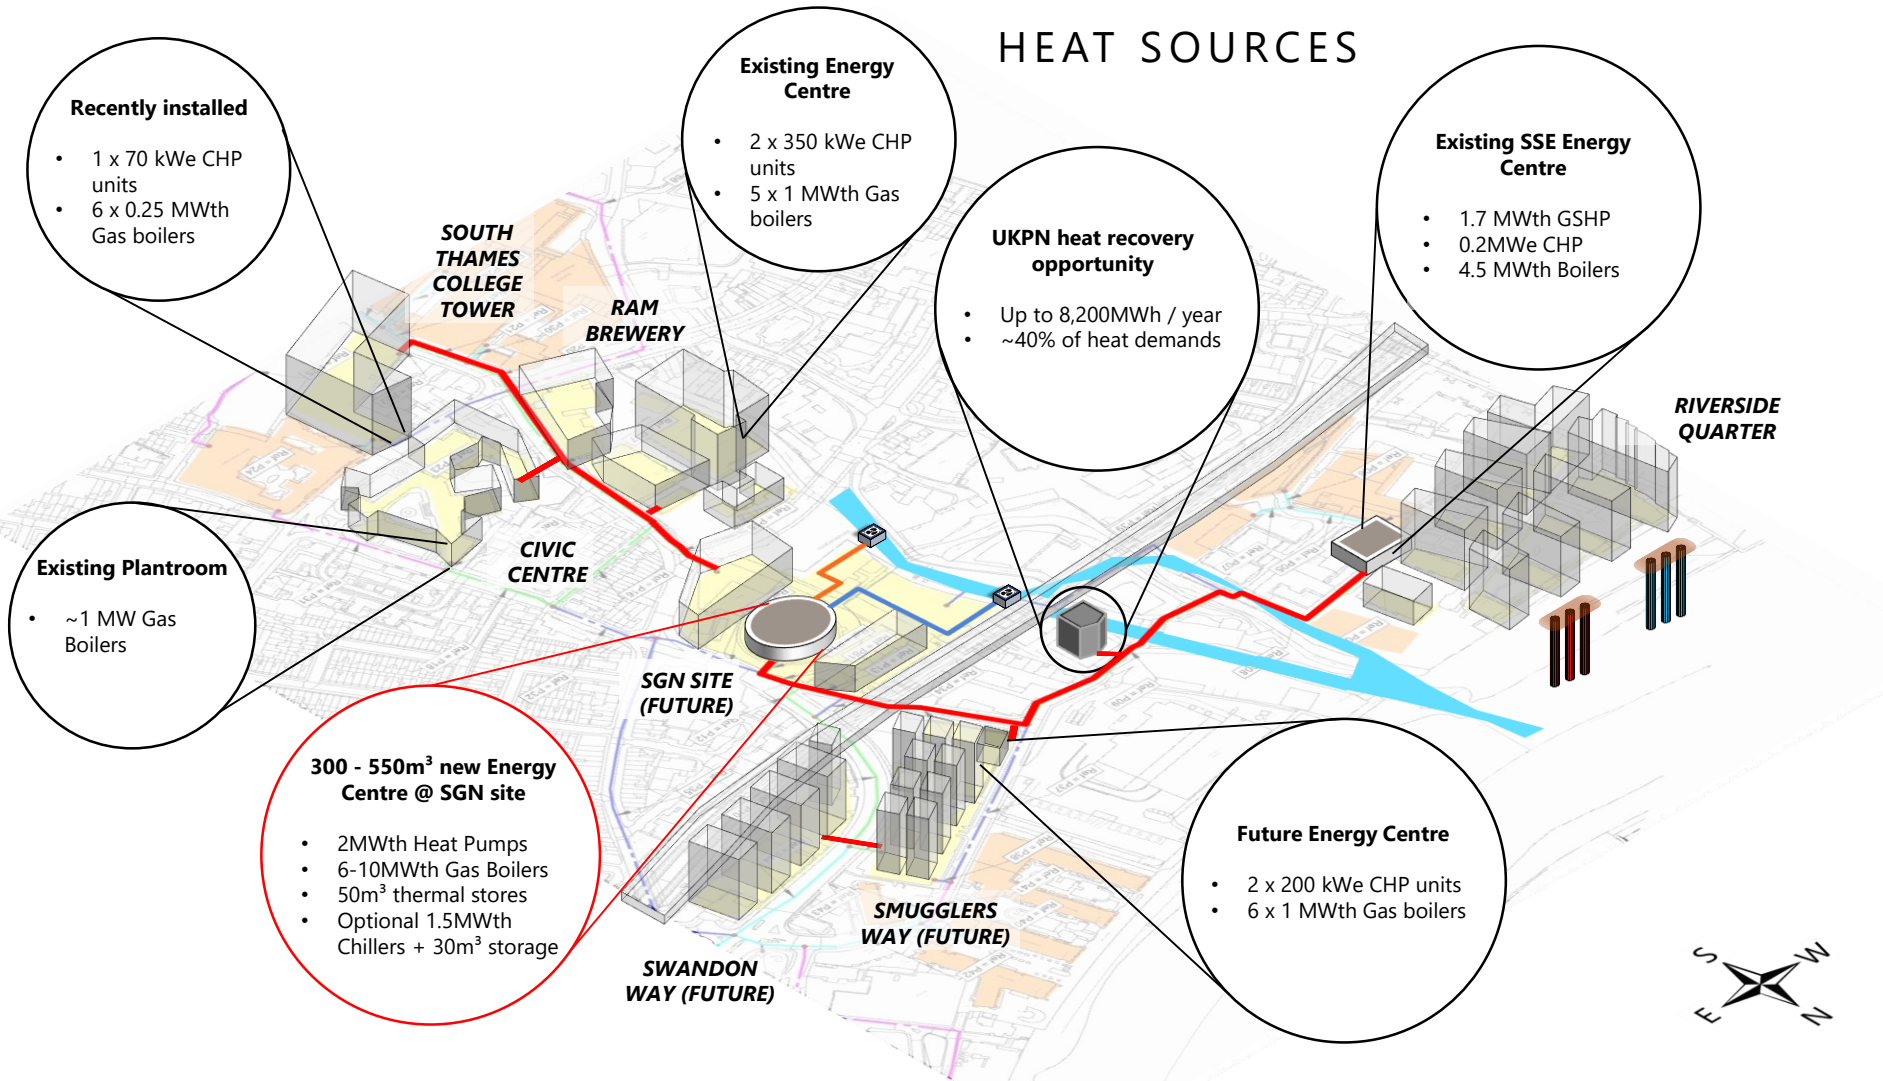 HEAT SOURCES
Recently installed
• 1 x 70 kWe CHP
units
• 6 x 0.25 MWth
Gas boilers
Existing Energy
Centre
• 2 x 350 kWe CHP
units
• 5 x 1 MWth Gas
boilers
UKPN heat recovery
opportunity
• Up to 8,200MWh / year
• ~40% of heat demands
Existing SSE Energy
Centre
• 1.7 MWth GSHP
• 0.2MWe CHP
• 4.5 MWth Boilers
SOUTH
THAMES
COLLEGE
TOWER
RAM
BREWERY
RIVERSIDE
QUARTER
CIVIC
CENTRE
Existing Plantroom
• ~1 MW Gas
Boilers
SGN SITE
(FUTURE)
300 - 550m³ new Energy
Centre @ SGN site
• 2MWth Heat Pumps
• 6-10MWth Gas Boilers
• 50m³ thermal stores
• Optional 1.5MWth
Chillers + 30m³ storage
SWANDON
WAY (FUTURE)
SMUGGLERS
WAY (FUTURE)
Future Energy Centre
• 2 x 200 kWe CHP units
• 6 x 1 MWth Gas boilers
S
W
E
N